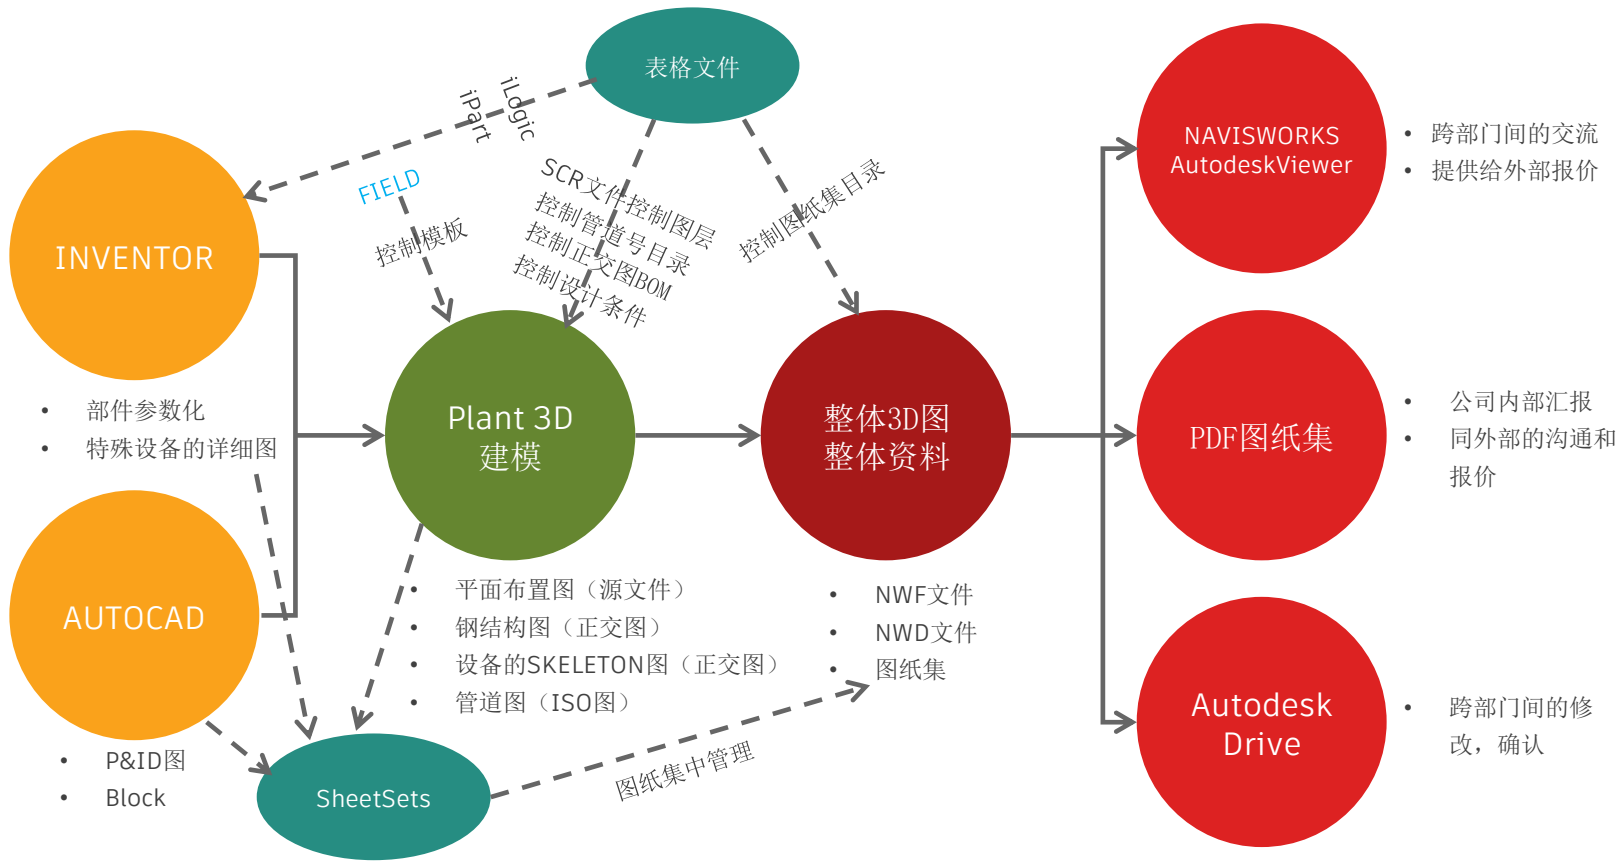 表格文件
iLogic
iPart
FIELD
控制模板
SCR文件控制图层
控制管道号目录
控制正交图BOM
控制设计条件
控制图纸集目录
INVENTOR
• 部件参数化
• 特殊设备的详细图
AUTOCAD
• P&ID图
• Block
Plant 3D
建模
• 平面布置图（源文件）
• 钢结构图（正交图）
• 设备的SKELETON图（正交图）
• 管道图（ISO图）
SheetSets
图纸集中管理
整体3D图
整体资料
• NWF文件
• NWD文件
• 图纸集
NAVISWORKS
AutodeskViewer
• 跨部门间的交流
• 提供给外部报价
PDF图纸集
• 公司内部汇报
• 同外部的沟通和
报价
Autodesk
Drive
• 跨部门间的修
改，确认